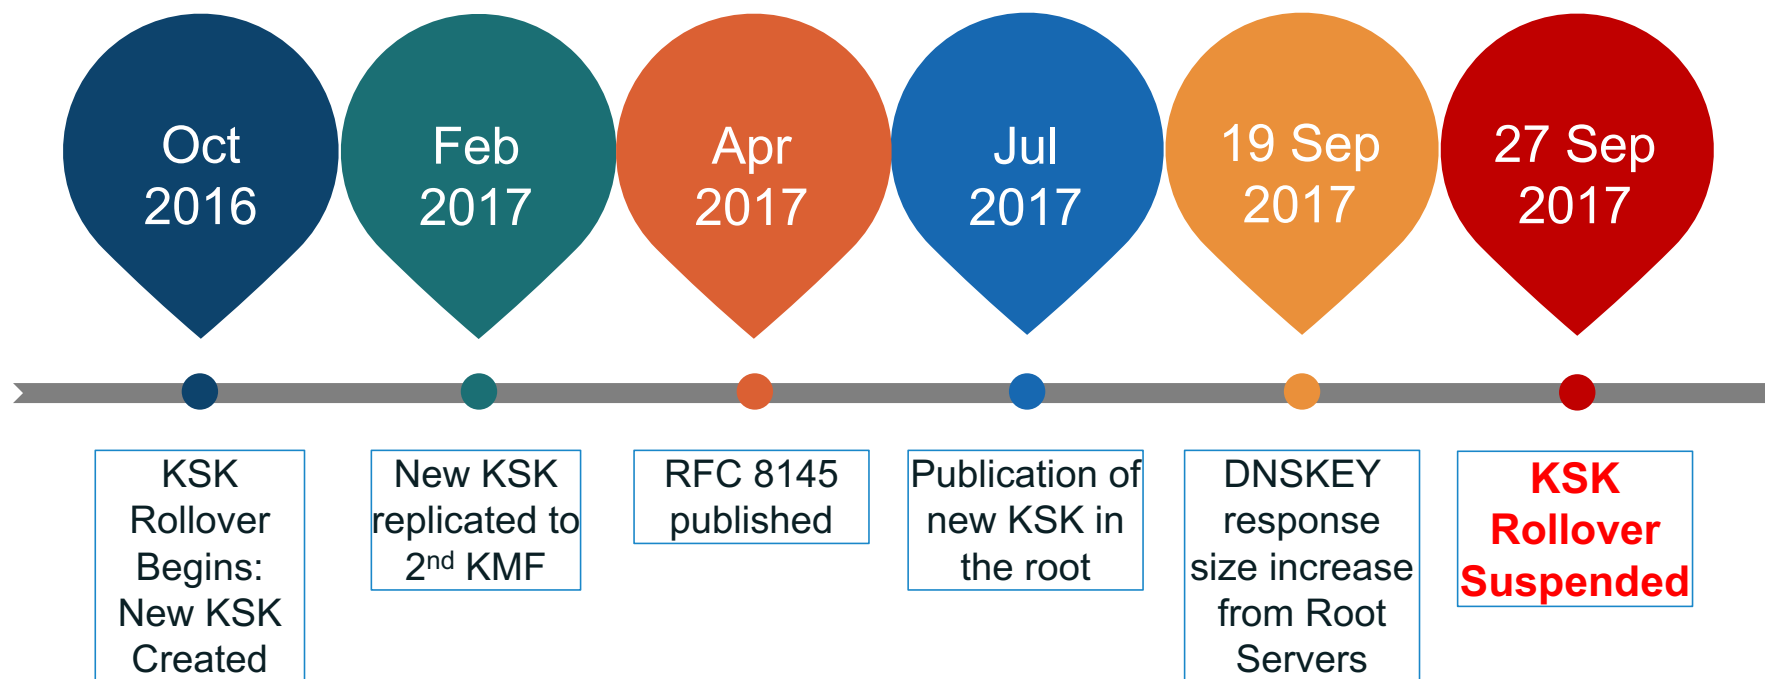 Oct
2016
Feb
2017
Apr
2017
Jul
2017
19 Sep
2017
27 Sep
2017
KSK
Rollover
Begins:
New KSK
Created
New KSK
replicated to
2nd KMF
RFC 8145
published
Publication of
new KSK in
the root
DNSKEY
response
size increase
from Root
Servers
KSK
Rollover
Suspended